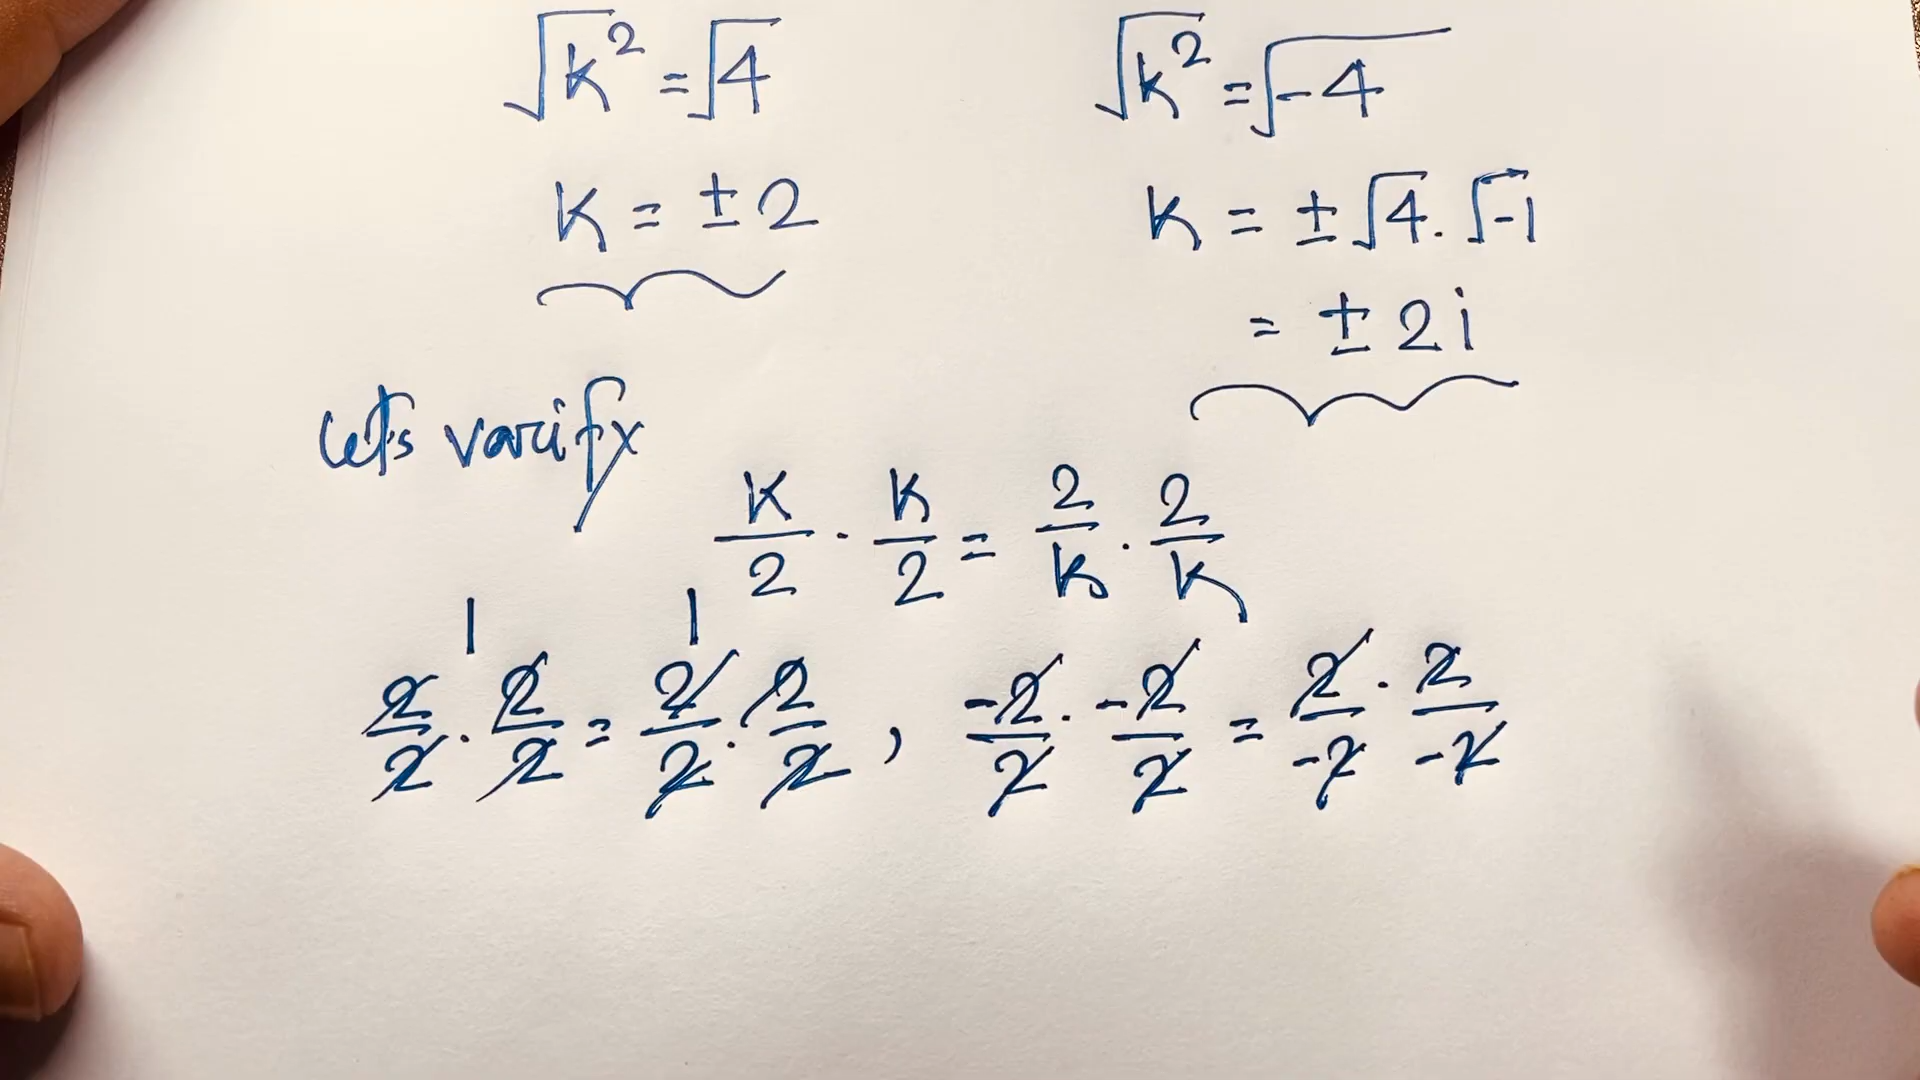 √k² = √4
√k² = √-4
K = ±2
K = ±√4 . √-1
= ±2i
let's varify
K/2 . K/2 = 2/K . 2/K
1 1
2/2 . 2/2 = 2/2 . 2/2 , -2/2 . -2/2 = 2/-2 . 2/-2